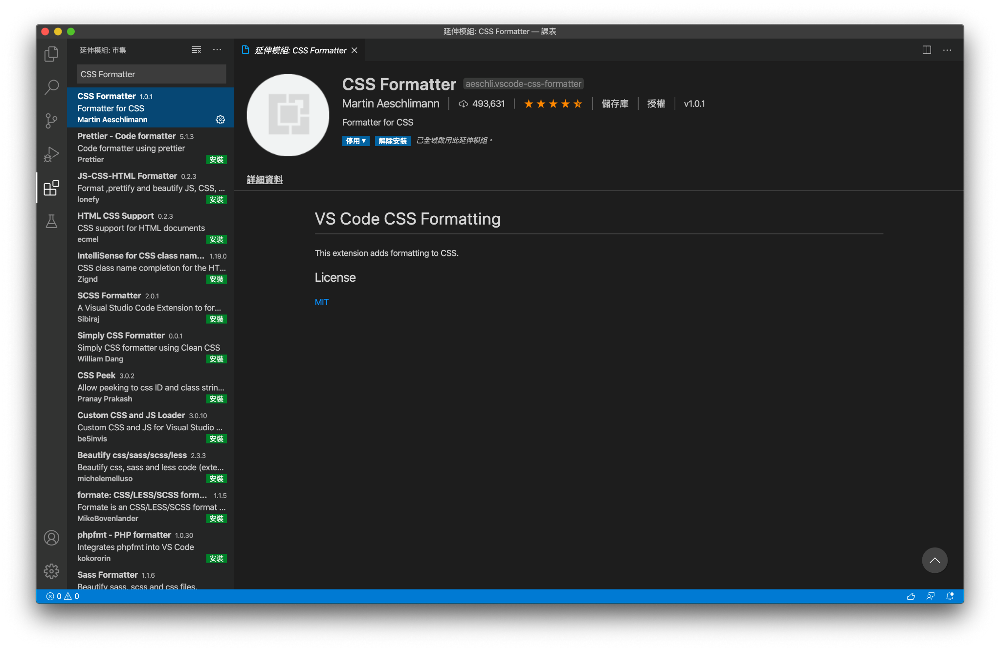 延伸模組: CSS Formatter — 課表
延伸模組: 市集
CSS Formatter
CSS Formatter 1.0.1
Formatter for CSS
Martin Aeschlimann
Prettier - Code formatter 5.1.3
Code formatter using prettier
Prettier 安裝
JS-CSS-HTML Formatter 0.2.3
Format ,prettify and beautify JS, CSS, ...
lonefy 安裝
HTML CSS Support 0.2.3
CSS support for HTML documents
ecmel 安裝
IntelliSense for CSS class nam... 1.19.0
CSS class name completion for the HT...
Zignd 安裝
SCSS Formatter 2.0.1
A Visual Studio Code Extension to for...
Sibiraj 安裝
Simply CSS Formatter 0.0.1
Simply CSS formatter using Clean CSS
William Dang 安裝
CSS Peek 3.0.2
Allow peeking to css ID and class strin...
Pranay Prakash 安裝
Custom CSS and JS Loader 3.0.10
Custom CSS and JS for Visual Studio ...
be5invis 安裝
Beautify css/sass/scss/less 2.3.3
Beautify css, sass and less code (exte...
michelemelluso 安裝
formate: CSS/LESS/SCSS form... 1.1.5
Formate is an CSS/LESS/SCSS format ...
MikeBovenlander 安裝
phpfmt - PHP formatter 1.0.30
Integrates phpfmt into VS Code
kokororin 安裝
Sass Formatter 1.1.6
Beautify sass, scss and css files.
延伸模組: CSS Formatter
CSS Formatter aeschli.vscode-css-formatter
Martin Aeschlimann 493,631 儲存庫 授權 v1.0.1
Formatter for CSS
停用▼ 解除安裝 已全域啟用此延伸模組。
詳細資料
VS Code CSS Formatting
This extension adds formatting to CSS.
License
MIT
0 0